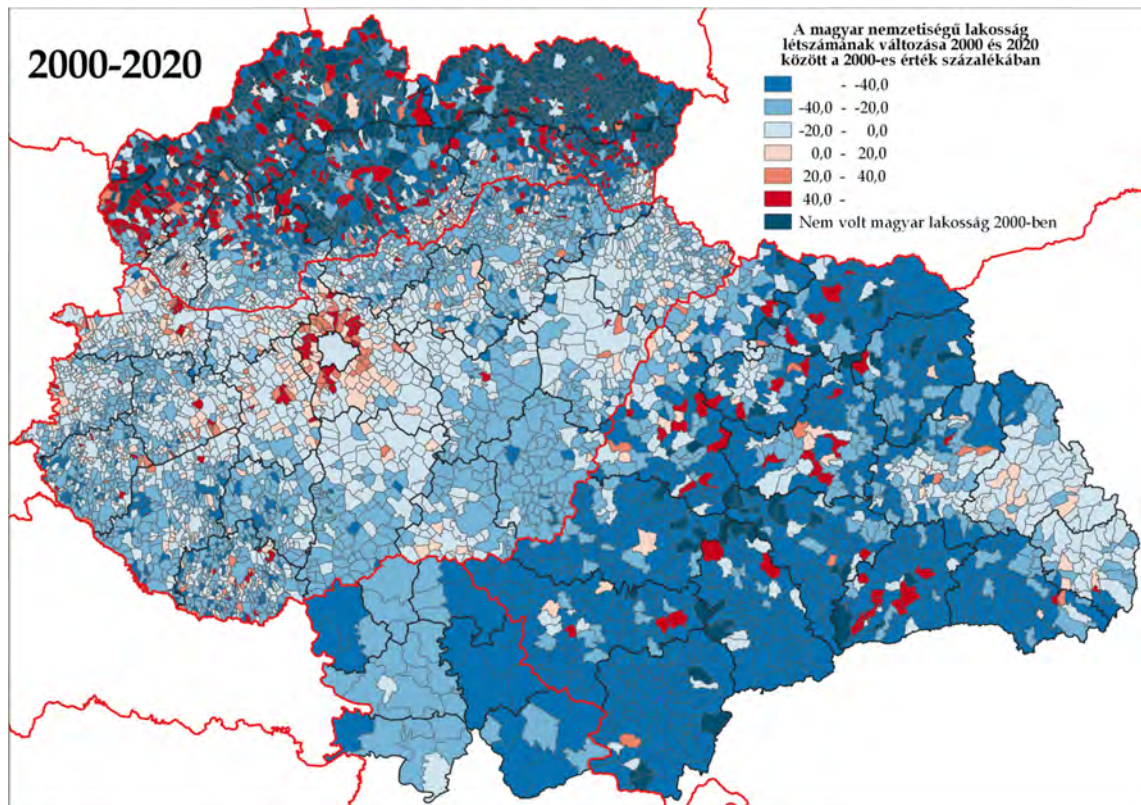 2000-2020
A magyar nemzetiségű lakosság
létszámának változása 2000 és 2020
között a 2000-es érték százalékában
- -40,0
-40,0 - -20,0
-20,0 - 0,0
0,0 - 20,0
20,0 - 40,0
40,0 -
Nem volt magyar lakosság 2000-ben